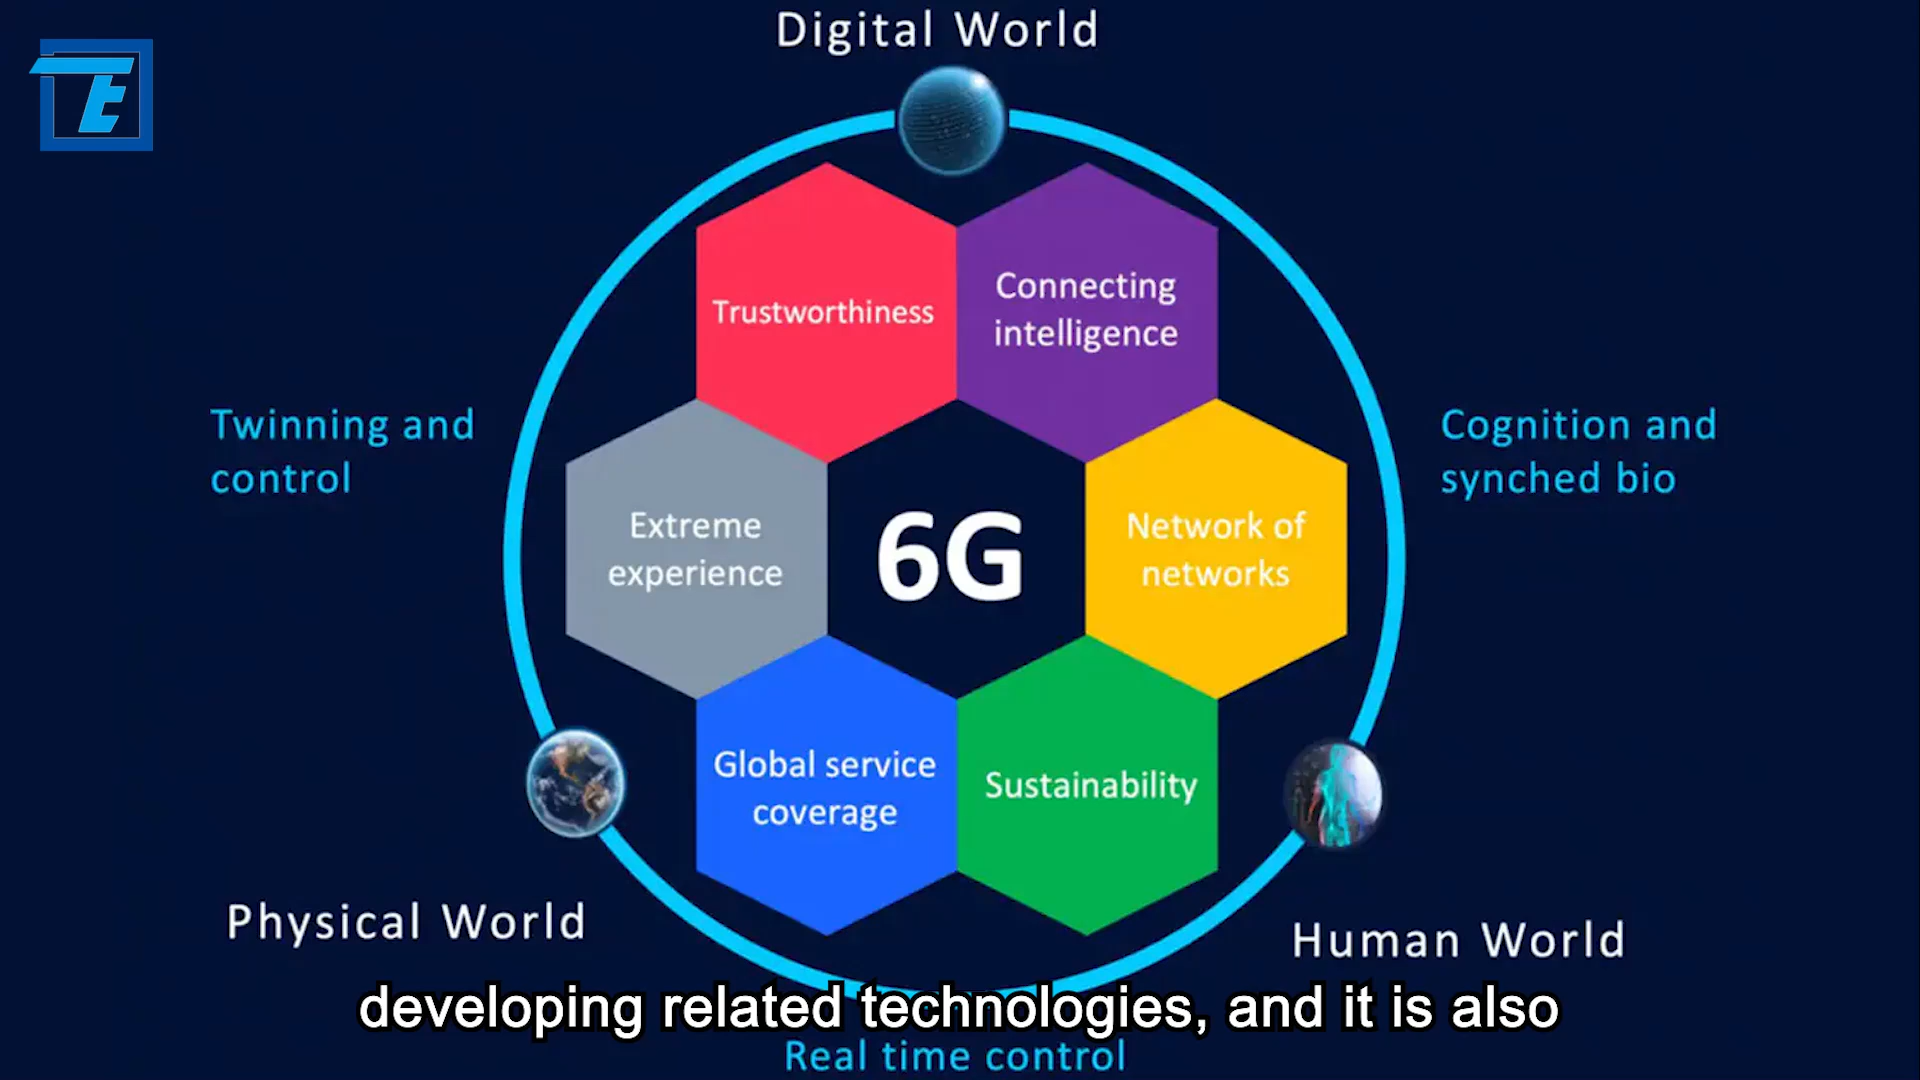 Digital World
TE
Trustworthiness
Connecting
intelligence
Twinning and
control
Cognition and
synched bio
Extreme
experience
6G
Network of
networks
Global service
coverage
Sustainability
Physical World
Human World
developing related technologies, and it is also
Real time control